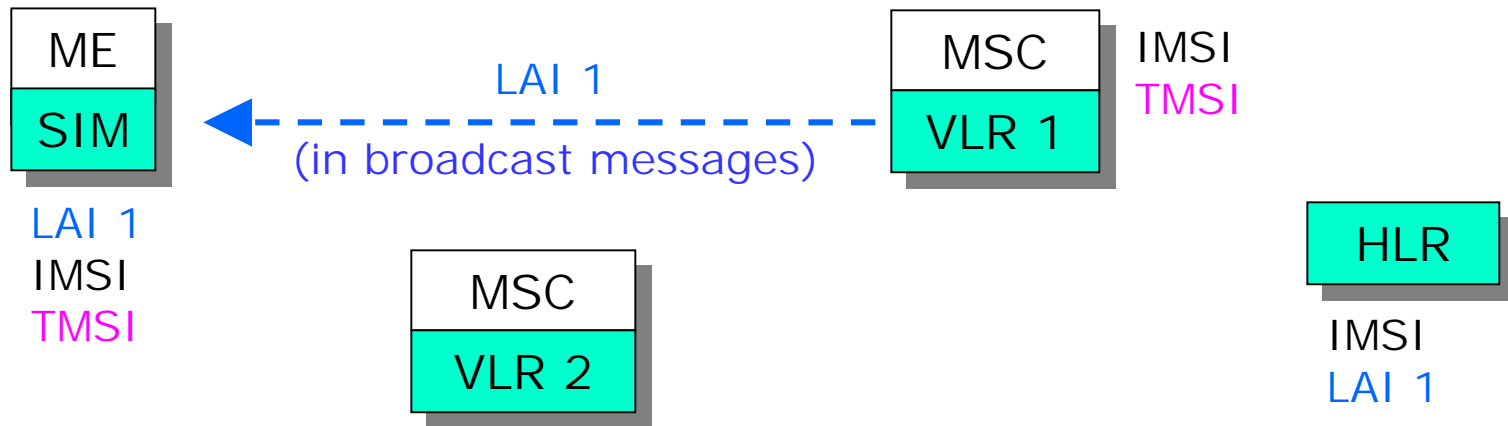 ME
SIM
LAI 1
IMSI
TMSI
LAI 1
(in broadcast messages)
MSC
VLR 1
IMSI
TMSI
MSC
VLR 2
HLR
IMSI
LAI 1